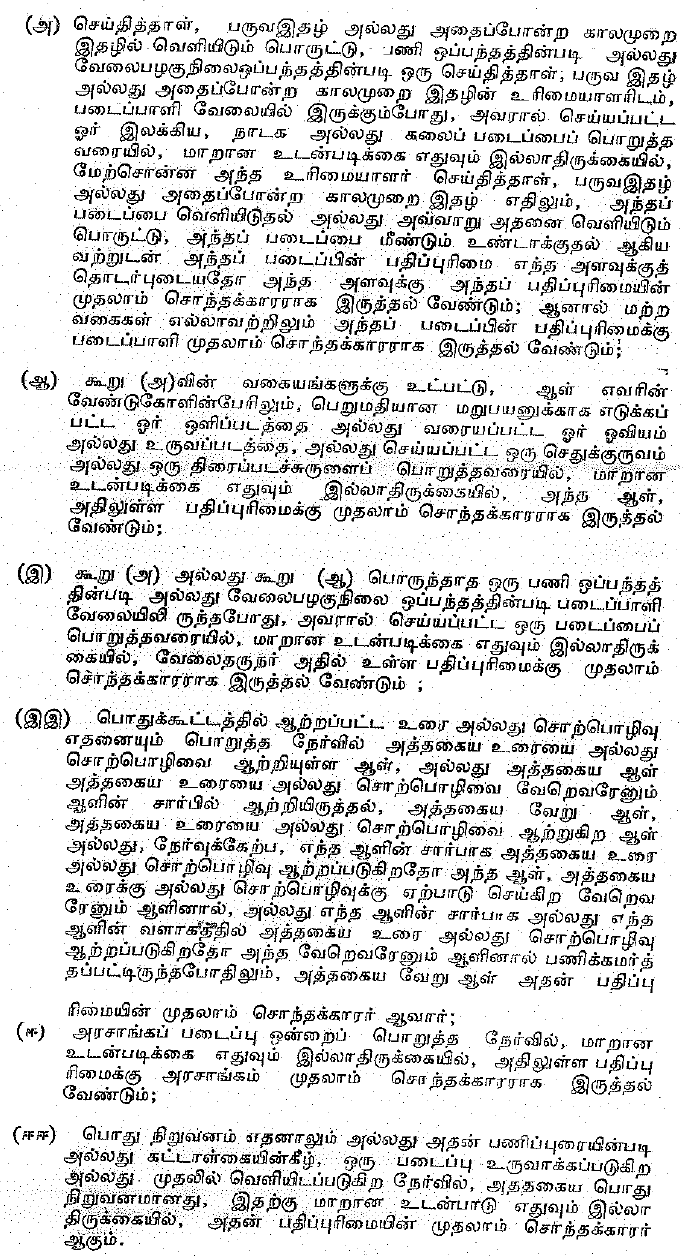 (அ) செய்தித்தாள், பருவஇதழ் அல்லது அதைப்போன்ற காலமுறை
இதழில் வெளியிடும் பொருட்டு, பணி ஒப்பந்தத்தின்படி அல்லது
வேலைபழகுநிலைஒப்பந்தத்தின்படி ஒரு செய்தித்தாள், பருவ இதழ்
அல்லது அதைப்போன்ற காலமுறை இதழின் உரிமையாளரிடம்,
படைப்பாளி வேலையில் இருக்கும்போது, அவரால் செய்யப்பட்ட
ஓர் இலக்கிய, நாடக அல்லது கலைப் படைப்பைப் பொறுத்த
வரையில், மாறான உடன்படிக்கை எதுவும் இல்லாதிருக்கையில்,
மேற்சொன்ன அந்த உரிமையாளர் செய்தித்தாள், பருவஇதழ்
அல்லது அதைப்போன்ற காலமுறை இதழ் எதிலும், அந்தப்
படைப்பை வெளியிடுதல் அல்லது அவ்வாறு அதனை வெளியிடும்
பொருட்டு, அந்தப் படைப்பை மீண்டும் உண்டாக்குதல் ஆகிய
வற்றுடன் அந்தப் படைப்பின் பதிப்புரிமை எந்த அளவுக்குத்
தொடர்புடையதோ அந்த அளவுக்கு அந்தப் பதிப்புரிமையின்
முதலாம் சொந்தக்காரராக இருத்தல் வேண்டும்; ஆனால் மற்ற
வகைகள் எல்லாவற்றிலும் அந்தப் படைப்பின் பதிப்புரிமைக்கு
படைப்பாளி முதலாம் சொந்தக்காரராக இருத்தல் வேண்டும்;
(ஆ) கூறு (அ)வின் வகையங்களுக்கு உட்பட்டு, ஆள் எவரின்
வேண்டுகோளின்பேரிலும், பெறுமதியான மறுபயனுக்காக எடுக்கப்
பட்ட ஓர் ஒளிப்படத்தை அல்லது வரையப்பட்ட ஓர் ஓவியம்
அல்லது உருவப்படத்தை, அல்லது செய்யப்பட்ட ஒரு செதுக்குருவம்
அல்லது ஒரு திரைப்படச்சுருளைப் பொறுத்தவரையில், மாறான
உடன்படிக்கை எதுவும் இல்லாதிருக்கையில், அந்த ஆள்,
அதிலுள்ள பதிப்புரிமைக்கு முதலாம் சொந்தக்காரராக இருத்தல்
வேண்டும்;
(இ) கூறு (அ) அல்லது கூறு (ஆ) பொருந்தாத ஒரு பணி ஒப்பந்தத்
தின்படி அல்லது வேலைபழகுநிலை ஒப்பந்தத்தின்படி படைப்பாளி
வேலையிலி ருந்தபோது, அவரால் செய்யப்பட்ட ஒரு படைப்பைப்
பொறுத்தவரையில், மாறான உடன்படிக்கை எதுவும் இல்லாதிருக்
கையில், வேலைதருநர் அதில் உள்ள பதிப்புரிமைக்கு முதலாம்
சொந்தக்காரராக இருத்தல் வேண்டும் ;
(இஇ) பொதுக்கூட்டத்தில் ஆற்றப்பட்ட உரை அல்லது சொற்பொழிவு
எதனையும் பொறுத்த நேர்வில் அத்தகைய உரையை அல்லது
சொற்பொழிவை ஆற்றியுள்ள ஆள், அல்லது அத்தகைய ஆள்
அத்தகைய உரையை அல்லது சொற்பொழிவை வேறெவரேனும்
ஆளின் சார்பில் ஆற்றியிருத்தல், அத்தகைய வேறு ஆள்,
அத்தகைய உரையை அல்லது சொற்பொழிவை ஆற்றுகிற ஆள்
அல்லது, நேர்வுக்கேற்ப, எந்த ஆளின் சார்பாக அத்தகைய உரை
அல்லது சொற்பொழிவு ஆற்றப்படுகிறதோ அந்த ஆள், அத்தகைய
உரைக்கு அல்லது சொற்பொழிவுக்கு ஏற்பாடு செய்கிற வேறெவ
ரேனும் ஆளினால், அல்லது எந்த ஆளின் சார்பாக அல்லது எந்த
ஆளின் வளாகத்தில் அத்தகைய உரை அல்லது சொற்பொழிவு
ஆற்றப்படுகிறதோ அந்த வேறெவரேனும் ஆளினால் பணிக்கமர்த்
தப்பட்டிருந்தபோதிலும், அத்தகைய வேறு ஆள் அதன் பதிப்பு
ரிமையின் முதலாம் சொந்தக்காரர் ஆவார்;
(ஈ) அரசாங்கப் படைப்பு ஒன்றைப் பொறுத்த நேர்வில், மாறான
உடன்படிக்கை எதுவும் இல்லாதிருக்கையில், அதிலுள்ள பதிப்பு
ரிமைக்கு அரசாங்கம் முதலாம் சொந்தக்காரராக இருத்தல்
வேண்டும்;
(ஈஈ) பொது நிறுவனம் எதனாலும் அல்லது அதன் பணிப்புரையின்படி
அல்லது கட்டாள்கையின்கீழ், ஒரு படைப்பு உருவாக்கப்படுகிற
அல்லது முதலில் வெளியிடப்படுகிற நேர்வில், அத்தகைய பொது
நிறுவனமானது, இதற்கு மாறான உடன்பாடு எதுவும் இல்லா
திருக்கையில், அதன் பதிப்புரிமையின் முதலாம் சொந்தக்காரர்
ஆகும்.